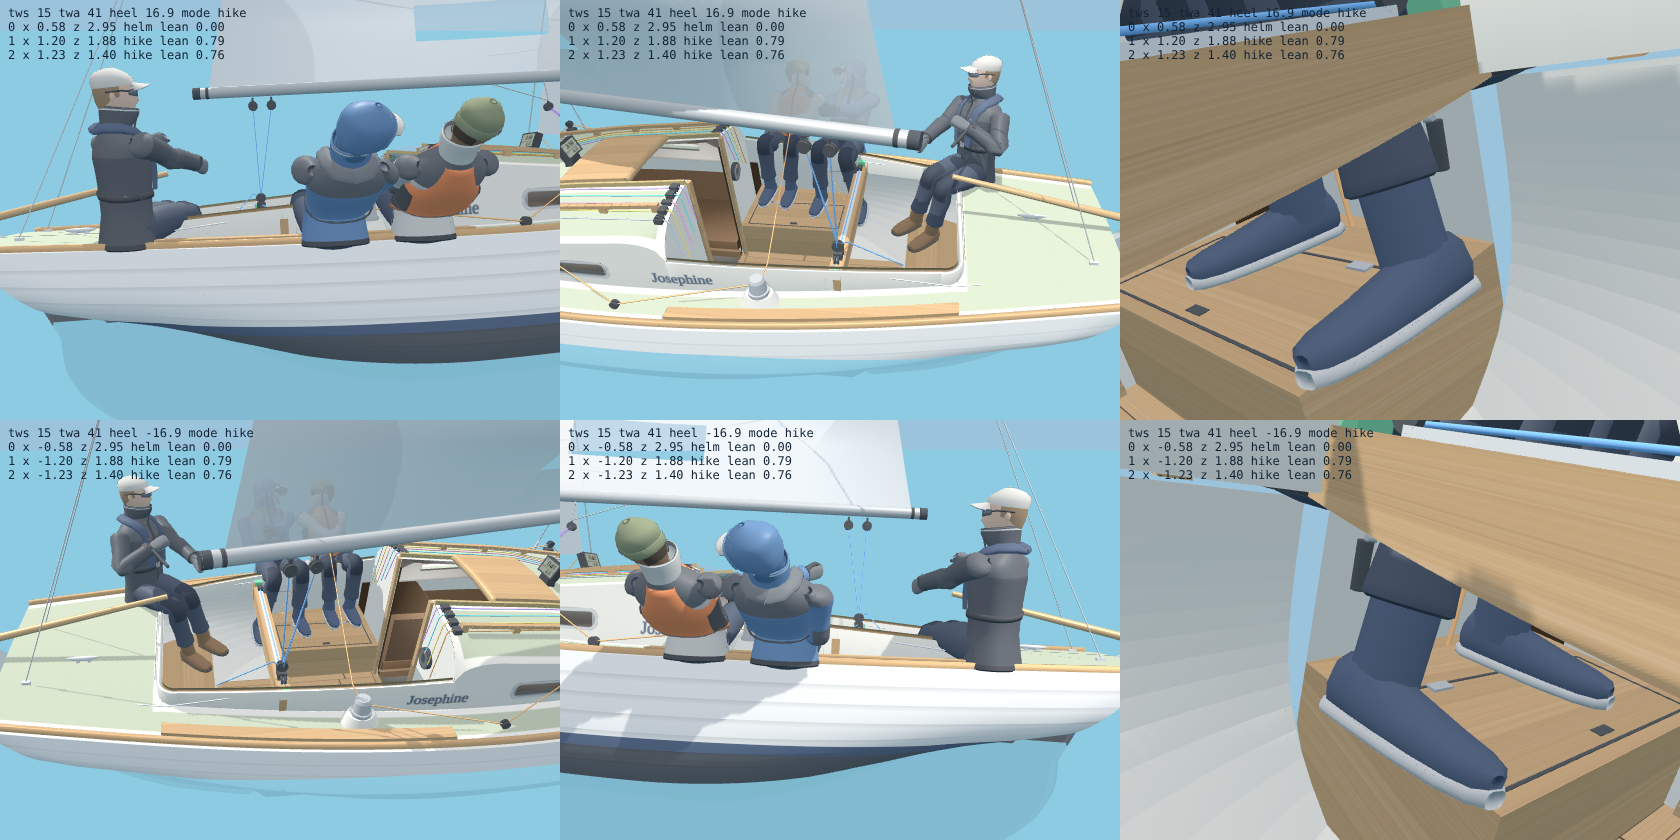 tws 15 twa 41 heel 16.9 mode hike
0 x 0.58 z 2.95 helm lean 0.00
1 x 1.20 z 1.88 hike lean 0.79
2 x 1.23 z 1.40 hike lean 0.76
tws 15 twa 41 heel 16.9 mode hike
0 x 0.58 z 2.95 helm lean 0.00
1 x 1.20 z 1.88 hike lean 0.79
2 x 1.23 z 1.40 hike lean 0.76
Josephine
tws 15 twa 41 heel 16.9 mode hike
0 x 0.58 z 2.95 helm lean 0.00
1 x 1.20 z 1.88 hike lean 0.79
2 x 1.23 z 1.40 hike lean 0.76
tws 15 twa 41 heel -16.9 mode hike
0 x -0.58 z 2.95 helm lean 0.00
1 x -1.20 z 1.88 hike lean 0.79
2 x -1.23 z 1.40 hike lean 0.76
Josephine
tws 15 twa 41 heel -16.9 mode hike
0 x -0.58 z 2.95 helm lean 0.00
1 x -1.20 z 1.88 hike lean 0.79
2 x -1.23 z 1.40 hike lean 0.76
tws 15 twa 41 heel -16.9 mode hike
0 x -0.58 z 2.95 helm lean 0.00
1 x -1.20 z 1.88 hike lean 0.79
2 x -1.23 z 1.40 hike lean 0.76